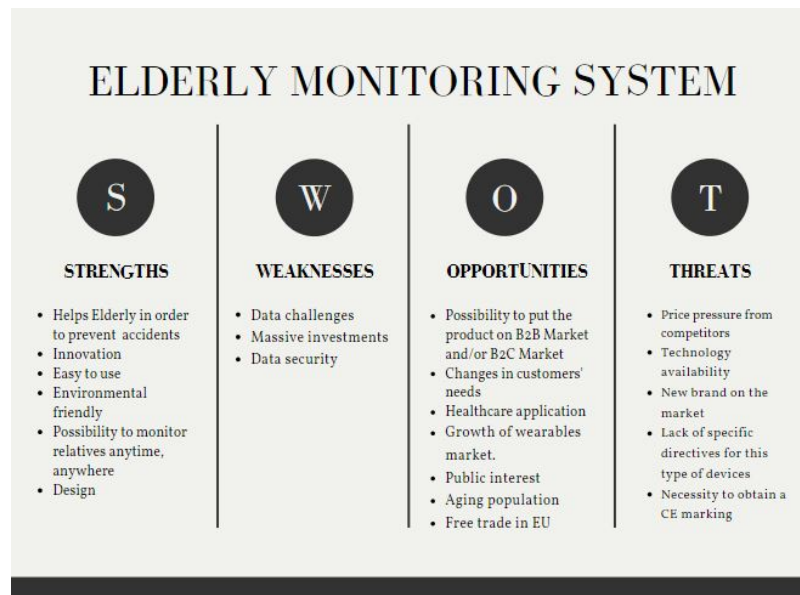 ELDERLY MONITORING SYSTEM
S
STRENGTHS
• Helps Elderly in order
to prevent accidents
• Innovation
• Easy to use
• Environmental
friendly
• Possibility to monitor
relatives anytime,
anywhere
• Design
W
WEAKNESSES
• Data challenges
• Massive investments
• Data security
O
OPPORTUNITIES
• Possibility to put the
product on B2B Market
and/or B2C Market
• Changes in customers'
needs
• Healthcare application
• Growth of wearables
market.
• Public interest
• Aging population
• Free trade in EU
T
THREATS
• Price pressure from
competitors
• Technology
availability
• New brand on the
market
• Lack of specific
directives for this
type of devices
• Necessity to obtain a
CE marking